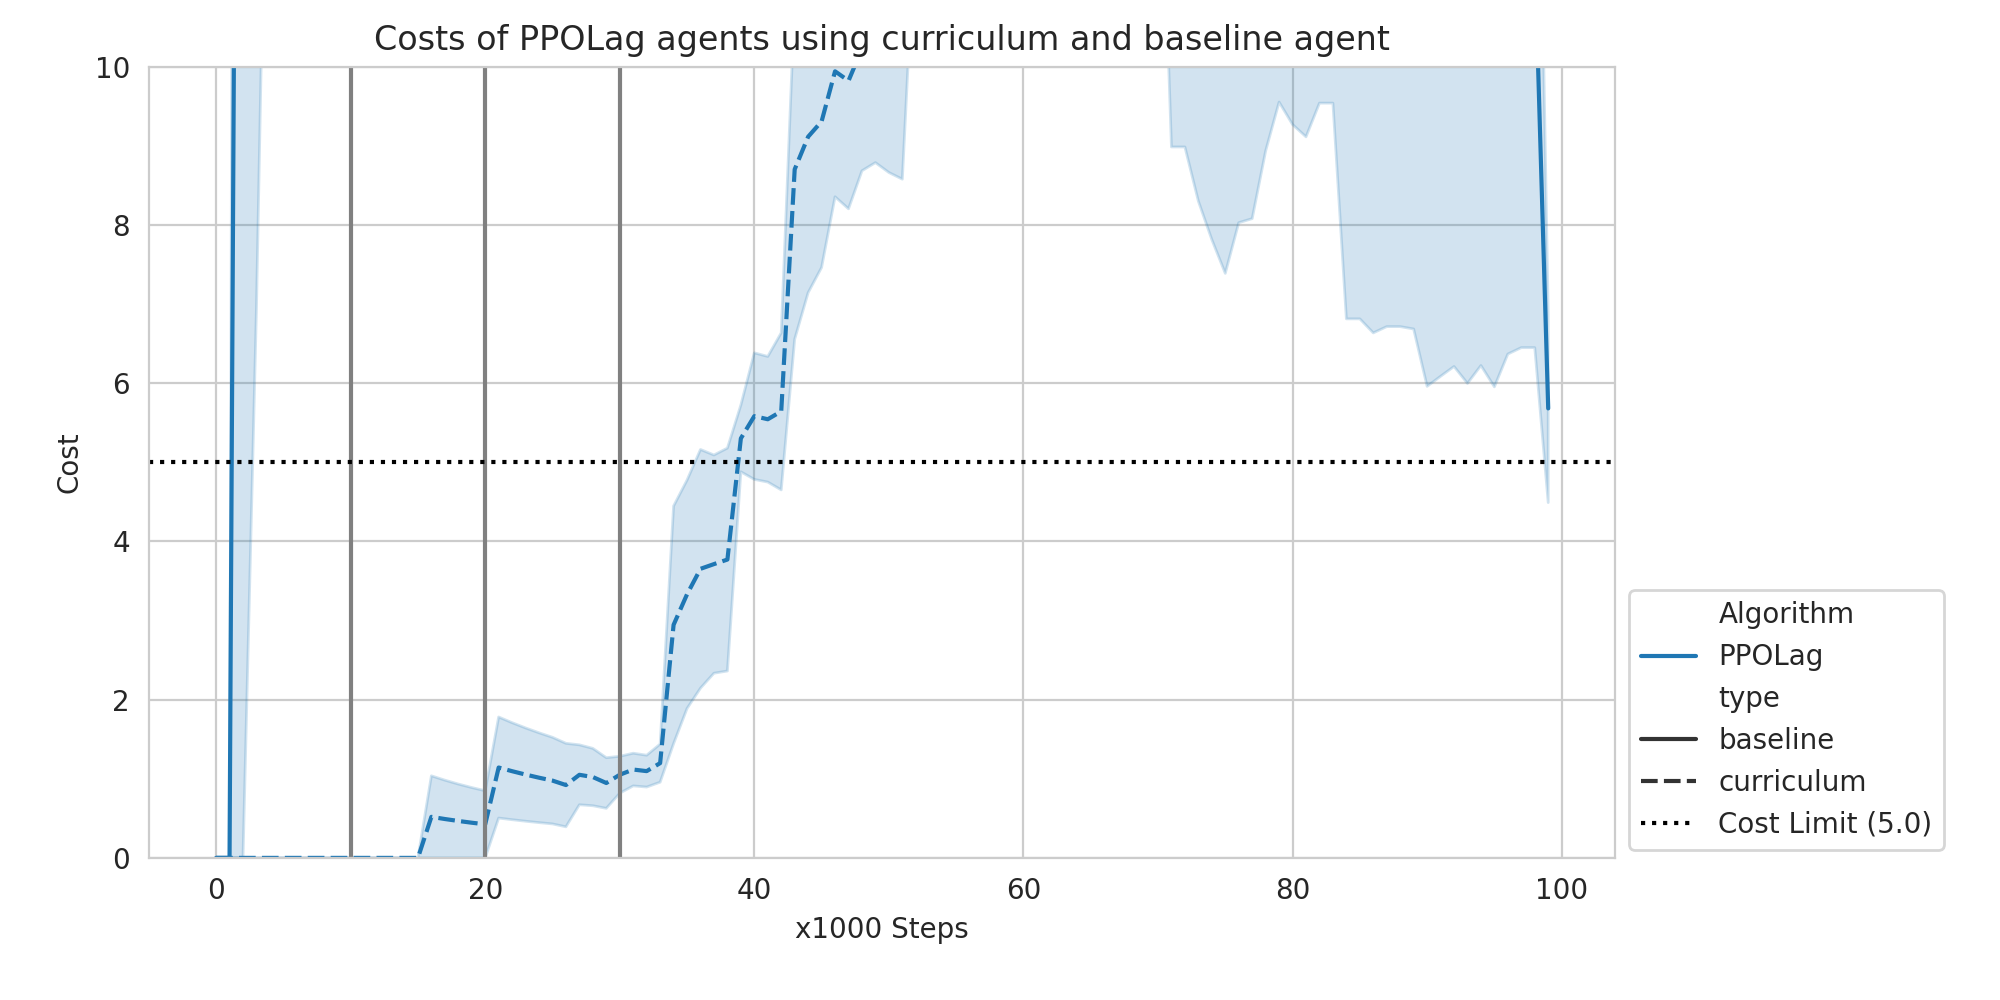 Costs of PPOLag agents using curriculum and baseline agent
10
8
6
4
2
0
Cost
0 20 40 60 80 100
x1000 Steps
Algorithm
PPOLag
type
baseline
curriculum
Cost Limit (5.0)